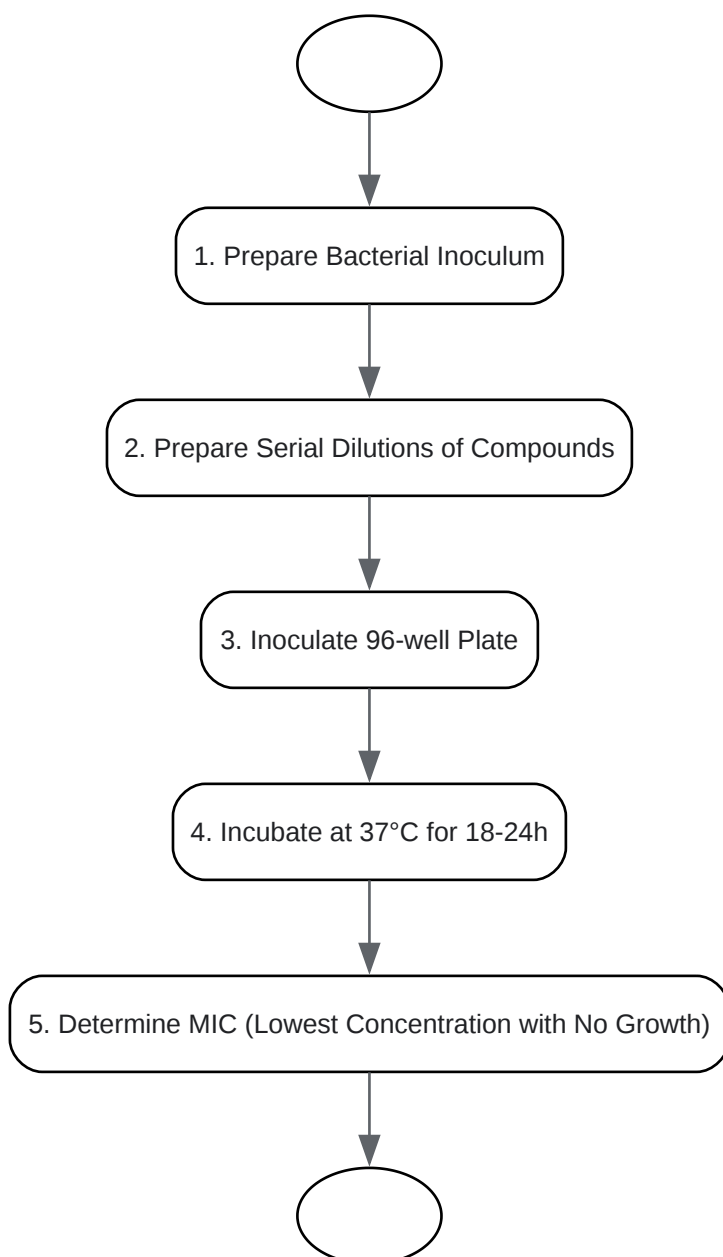 1. Prepare Bacterial Inoculum
2. Prepare Serial Dilutions of Compounds
3. Inoculate 96-well Plate
4. Incubate at 37°C for 18-24h
5. Determine MIC (Lowest Concentration with No Growth)